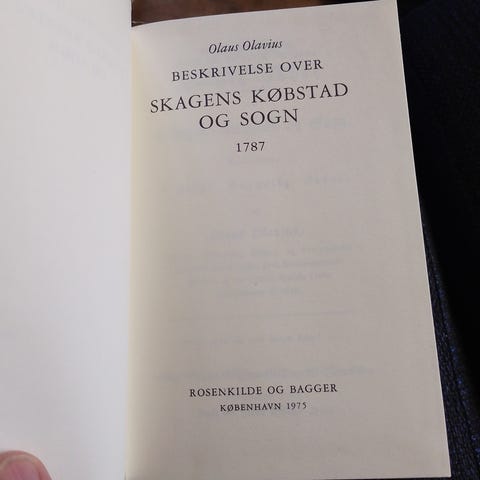 Olaus Olavius
BESKRIVELSE OVER
SKAGENS KØBSTAD
OG SOGN
1787
ROSENKILDE OG BAGGER
KØBENHAVN 1975